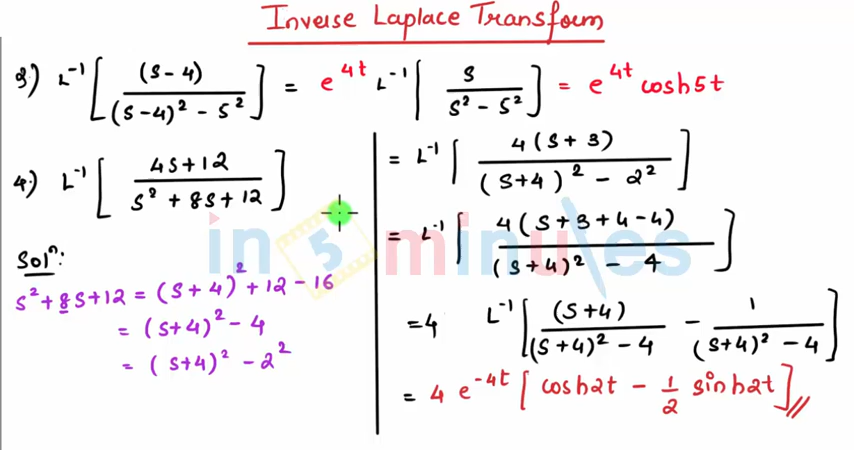 Inverse Laplace Transform
3) L⁻¹[ (s-4) / ((s-4)² - 5²) ] = e^4t L⁻¹[ s / (s² - 5²) ] = e^4t cosh5t
4) L⁻¹[ (4s+12) / (s² + 8s + 12) ]
Solⁿ:
s² + 8s + 12 = (s+4)² + 12 - 16
= (s+4)² - 4
= (s+4)² - 2²
= L⁻¹[ 4(s+3) / ((s+4)² - 2²) ]
= L⁻¹[ 4(s+3+4-4) / ((s+4)² - 4) ]
= 4 L⁻¹[ (s+4) / ((s+4)² - 4) - 1 / ((s+4)² - 4) ]
= 4 e^-4t [ cosh2t - 1/2 sinh2t ]//
in 5 minutes